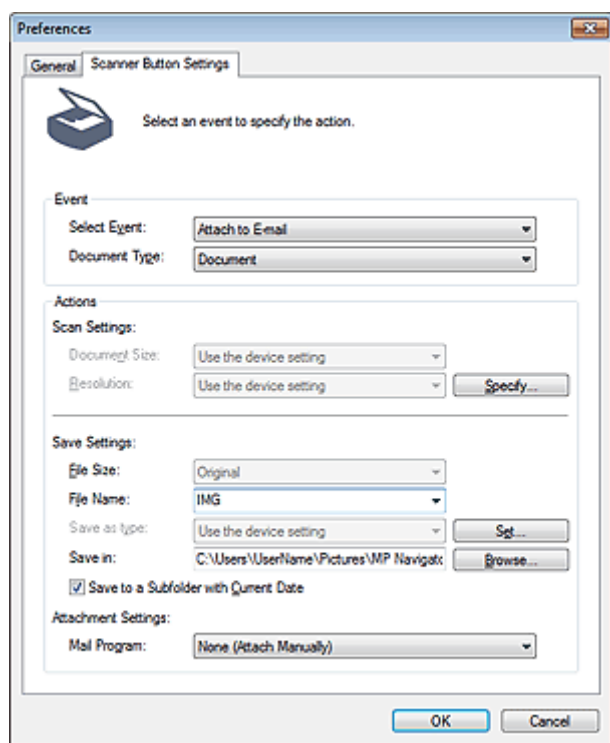 Preferences
General Scanner Button Settings
Select an event to specify the action.
Event
Select Event: Attach to E-mail
Document Type: Document
Actions
Scan Settings:
Document Size: Use the device setting
Resolution: Use the device setting Specify...
Save Settings:
File Size: Original
File Name: IMG
Save as type: Use the device setting Set...
Save in: C:\Users\UserName\Pictures\MP Navigato Browse...
Save to a Subfolder with Current Date
Attachment Settings:
Mail Program: None (Attach Manually)
OK Cancel